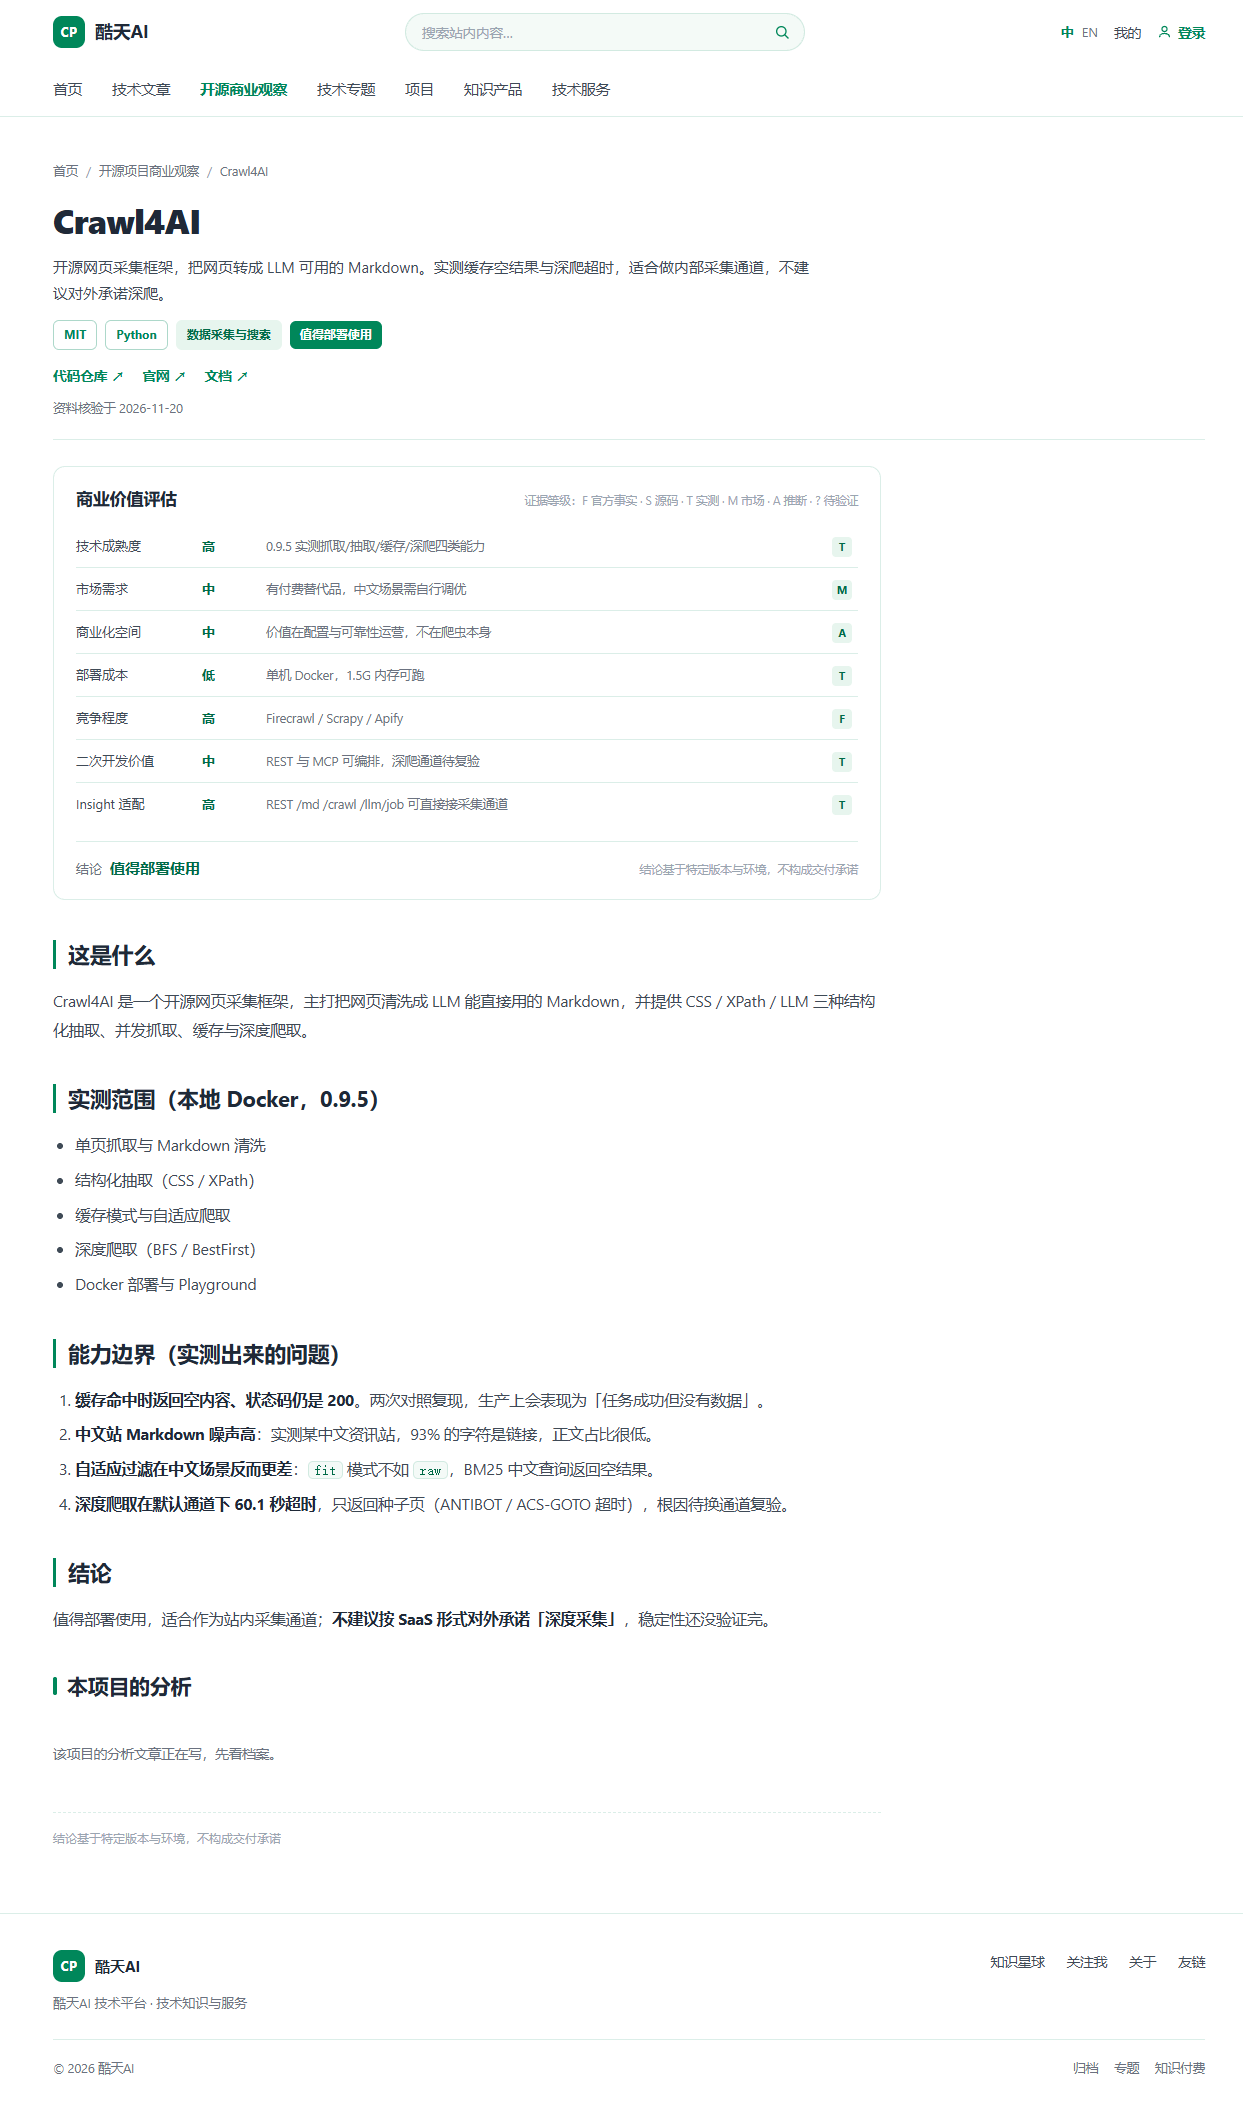 CP 酷天AI
搜索站内内容...
中 EN 我的 登录
首页 技术文章 开源商业观察 技术专题 项目 知识产品 技术服务
首页 / 开源项目商业观察 / Crawl4AI
Crawl4AI
开源网页采集框架，把网页转成 LLM 可用的 Markdown。实测缓存空结果与深爬超时，适合做内部采集通道，不建
议对外承诺深爬。
MIT Python 数据采集与搜索 值得部署使用
代码仓库 ↗ 官网 ↗ 文档 ↗
资料核验于 2026-11-20
商业价值评估 证据等级：F 官方事实 · S 源码 · T 实测 · M 市场 · A 推断 · ? 待验证
技术成熟度 高 0.9.5 实测抓取/抽取/缓存/深爬四类能力 T
市场需求 中 有付费替代品，中文场景需自行调优 M
商业化空间 中 价值在配置与可靠性运营，不在爬虫本身 A
部署成本 低 单机 Docker，1.5G 内存可跑 T
竞争程度 高 Firecrawl / Scrapy / Apify F
二次开发价值 中 REST 与 MCP 可编排，深爬通道待复验 T
Insight 适配 高 REST /md /crawl /llm/job 可直接接采集通道 T
结论 值得部署使用 结论基于特定版本与环境，不构成交付承诺
这是什么
Crawl4AI 是一个开源网页采集框架，主打把网页清洗成 LLM 能直接用的 Markdown，并提供 CSS / XPath / LLM 三种结构
化抽取、并发抓取、缓存与深度爬取。
实测范围（本地 Docker，0.9.5）
• 单页抓取与 Markdown 清洗
• 结构化抽取（CSS / XPath）
• 缓存模式与自适应爬取
• 深度爬取（BFS / BestFirst）
• Docker 部署与 Playground
能力边界（实测出来的问题）
1. 缓存命中时返回空内容、状态码仍是 200。两次对照复现，生产上会表现为「任务成功但没有数据」。
2. 中文站 Markdown 噪声高：实测某中文资讯站，93% 的字符是链接，正文占比很低。
3. 自适应过滤在中文场景反而更差：fit 模式不如 raw，BM25 中文查询返回空结果。
4. 深度爬取在默认通道下 60.1 秒超时，只返回种子页（ANTIBOT / ACS-GOTO 超时），根因待换通道复验。
结论
值得部署使用，适合作为站内采集通道；不建议按 SaaS 形式对外承诺「深度采集」，稳定性还没验证完。
本项目的分析
该项目的分析文章正在写，先看档案。
结论基于特定版本与环境，不构成交付承诺
CP 酷天AI
知识星球 关注我 关于 友链
酷天AI 技术平台 · 技术知识与服务
© 2026 酷天AI
归档 专题 知识付费